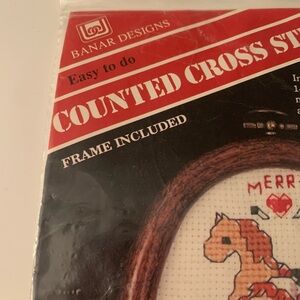 BANAR DESIGNS
Easy to do
COUNTED CROSS ST
FRAME INCLUDED
MERR